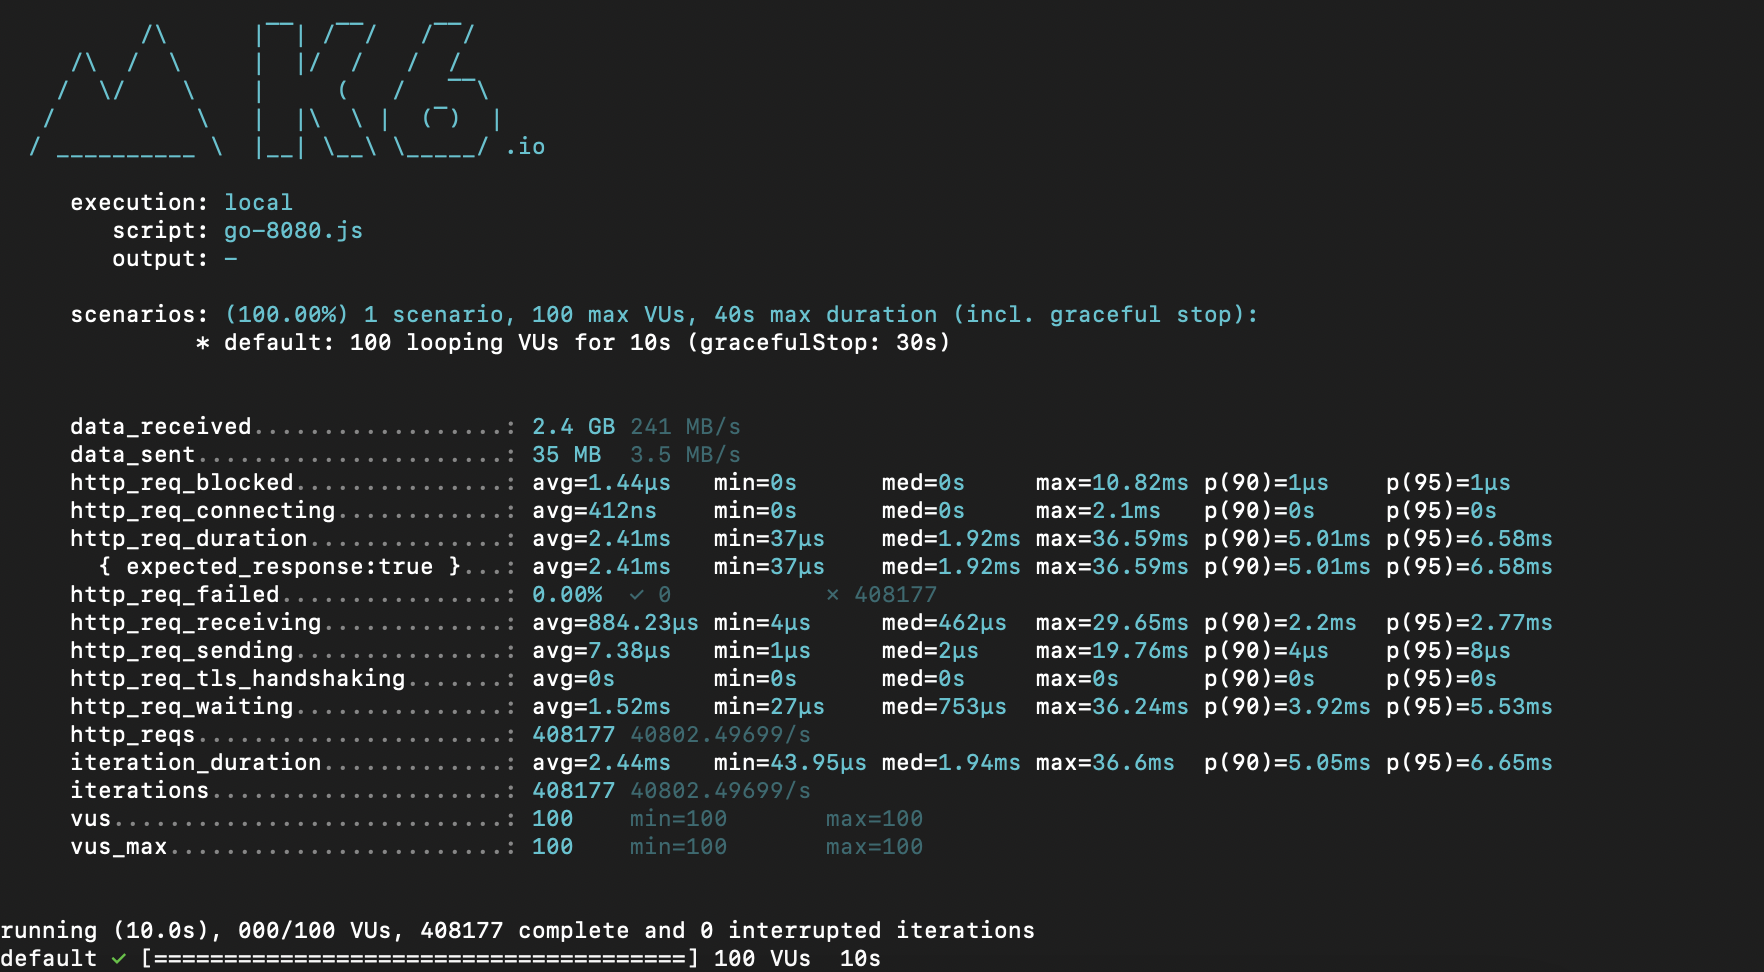 /\      |‾‾| /‾‾/   /‾‾/
     /\  /  \     |  |/  /   /  /
    /  \/    \    |     (   /   ‾‾\
   /          \   |  |\  \ |  (‾)  |
  / __________ \  |__| \__\ \_____/ .io

     execution: local
        script: go-8080.js
        output: -

     scenarios: (100.00%) 1 scenario, 100 max VUs, 40s max duration (incl. graceful stop):
              * default: 100 looping VUs for 10s (gracefulStop: 30s)

     data_received..................: 2.4 GB 241 MB/s
     data_sent......................: 35 MB  3.5 MB/s
     http_req_blocked...............: avg=1.44µs   min=0s      med=0s     max=10.82ms p(90)=1µs    p(95)=1µs
     http_req_connecting............: avg=412ns    min=0s      med=0s     max=2.1ms   p(90)=0s     p(95)=0s
     http_req_duration..............: avg=2.41ms   min=37µs    med=1.92ms max=36.59ms p(90)=5.01ms p(95)=6.58ms
       { expected_response:true }...: avg=2.41ms   min=37µs    med=1.92ms max=36.59ms p(90)=5.01ms p(95)=6.58ms
     http_req_failed................: 0.00%  ✓ 0           ✗ 408177
     http_req_receiving.............: avg=884.23µs min=4µs     med=462µs  max=29.65ms p(90)=2.2ms  p(95)=2.77ms
     http_req_sending...............: avg=7.38µs   min=1µs     med=2µs    max=19.76ms p(90)=4µs    p(95)=8µs
     http_req_tls_handshaking.......: avg=0s       min=0s      med=0s     max=0s      p(90)=0s     p(95)=0s
     http_req_waiting...............: avg=1.52ms   min=27µs    med=753µs  max=36.24ms p(90)=3.92ms p(95)=5.53ms
     http_reqs......................: 408177 40802.49699/s
     iteration_duration.............: avg=2.44ms   min=43.95µs med=1.94ms max=36.6ms  p(90)=5.05ms p(95)=6.65ms
     iterations.....................: 408177 40802.49699/s
     vus............................: 100    min=100       max=100
     vus_max........................: 100    min=100       max=100

running (10.0s), 000/100 VUs, 408177 complete and 0 interrupted iterations
default ✓ [======================================] 100 VUs  10s